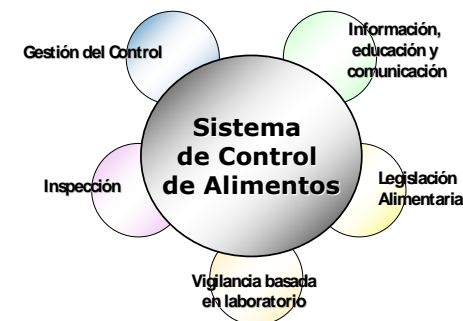 Gestión del Control
Información,
educación y
comunicación
Sistema
de Control
de Alimentos
Inspección
Legislación
Alimentaria
Vigilancia basada
en laboratorio